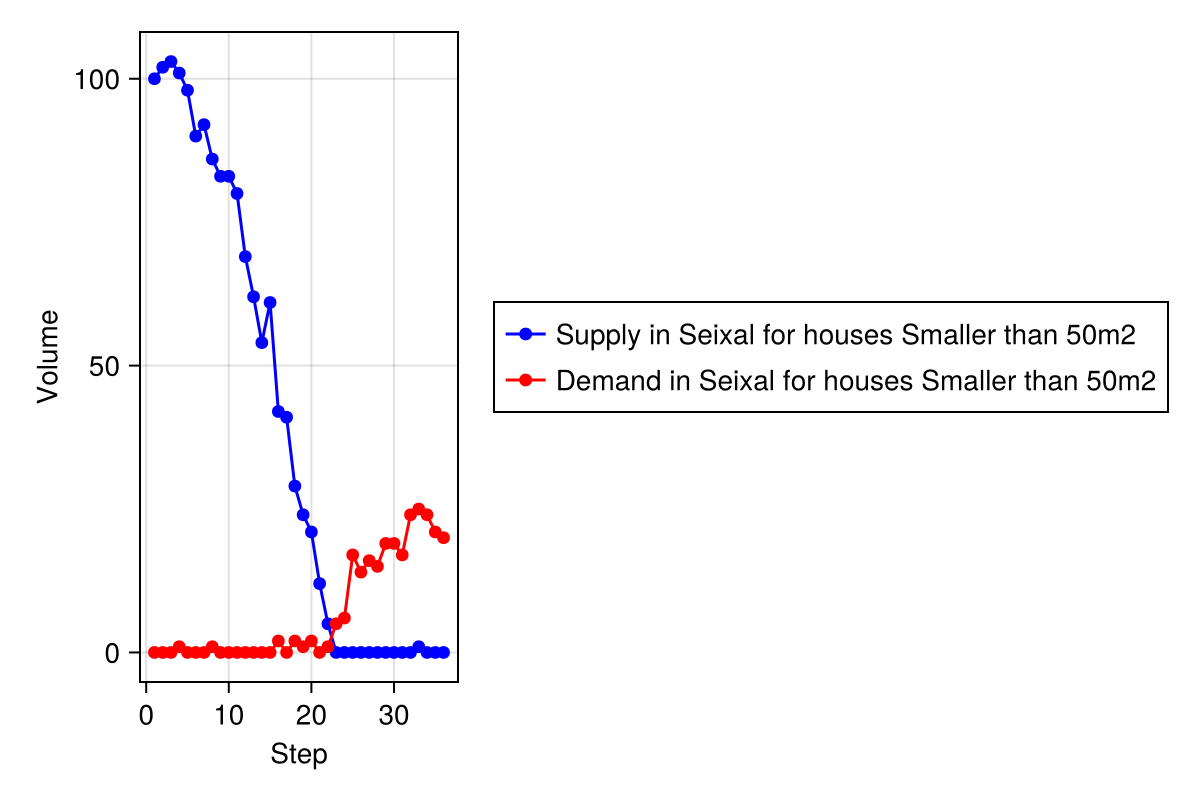 100
50
0
Volume
0 10 20 30
Step
Supply in Seixal for houses Smaller than 50m2
Demand in Seixal for houses Smaller than 50m2